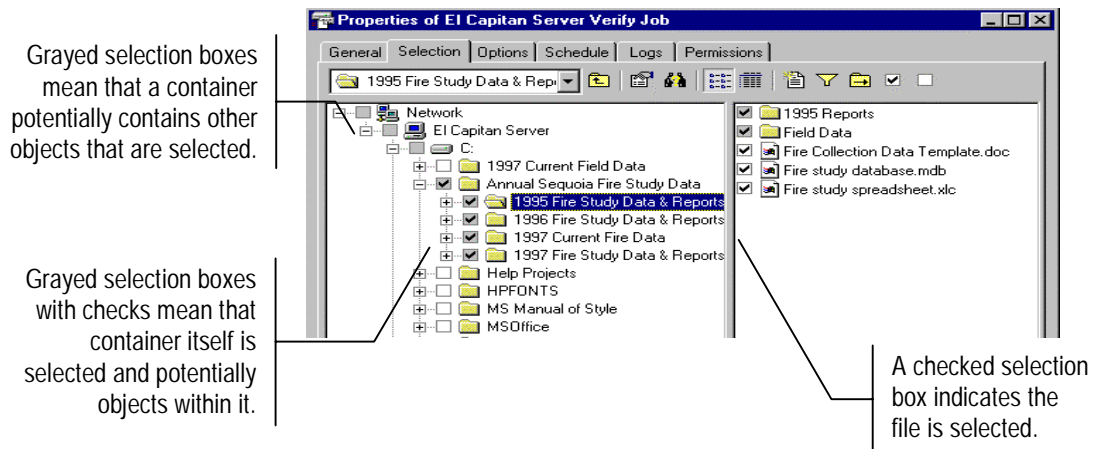 Properties of El Capitan Server Verify Job
General Selection Options Schedule Logs Permissions
1995 Fire Study Data & Rep
Grayed selection boxes
mean that a container
potentially contains other
objects that are selected.
Network
El Capitan Server
C:
1997 Current Field Data
Annual Sequoia Fire Study Data
1995 Fire Study Data & Reports
1996 Fire Study Data & Reports
1997 Current Fire Data
1997 Fire Study Data & Reports
Help Projects
HPFONTS
MS Manual of Style
MSOffice
1995 Reports
Field Data
Fire Collection Data Template.doc
Fire study database.mdb
Fire study spreadsheet.xlc
Grayed selection boxes
with checks mean that
container itself is
selected and potentially
objects within it.
A checked selection
box indicates the
file is selected.